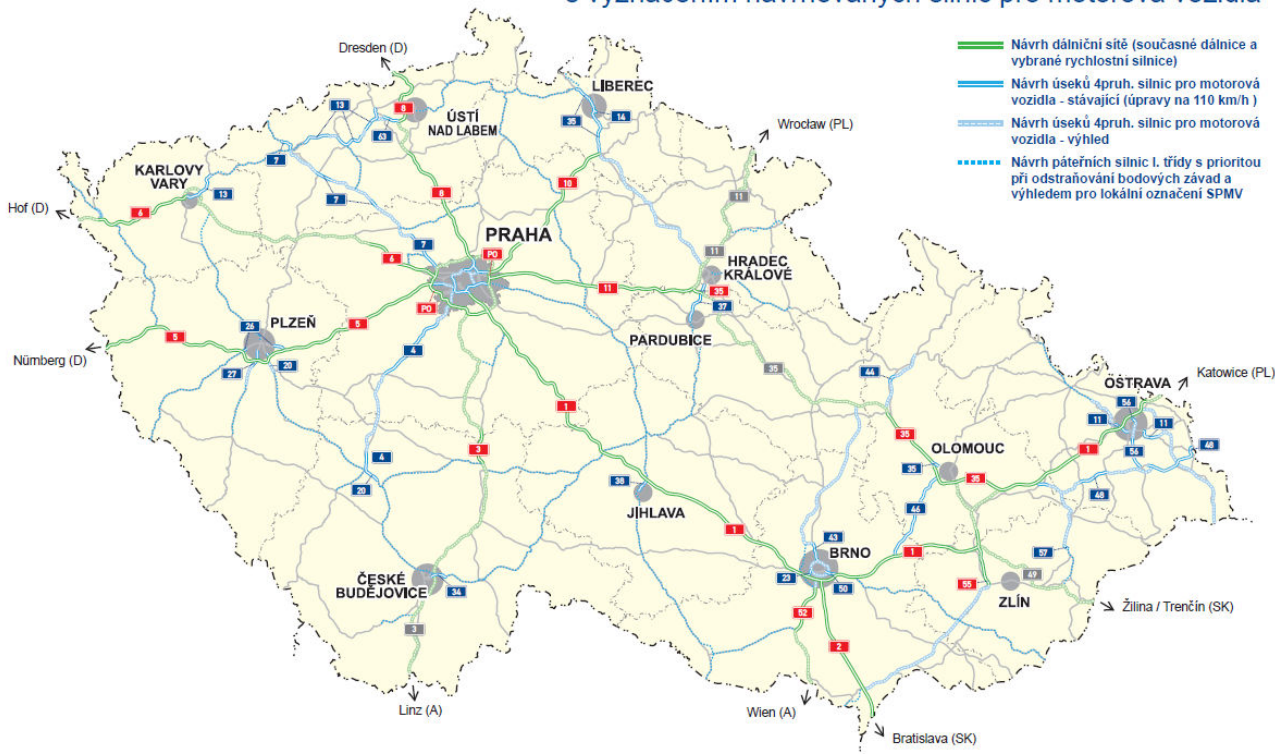 s vyznačením navrhovaných silnic pro motorová vozidla
Návrh dálniční sítě (současné dálnice a
vybrané rychlostní silnice)
Návrh úseků 4pruh. silnic pro motorová
vozidla - stávající (úpravy na 110 km/h )
Návrh úseků 4pruh. silnic pro motorová
vozidla - výhled
Návrh páteřních silnic I. třídy s prioritou
při odstraňování bodových závad a
výhledem pro lokální označení SPMV
Dresden (D)
LIBEREC
13
8
ÚSTÍ
NAD LABEM
35
14
63
Wrocław (PL)
7
KARLOVY
VARY
13
7
8
10
11
Hof (D)
6
7
PRAHA
PO
11
6
HRADEC
KRÁLOVÉ
11
35
37
PO
26
PLZEŇ
5
5
PARDUBICE
4
Nürnberg (D)
27
20
35
44
Katowice (PL)
OSTRAVA
56
1
11
11
35
3
OLOMOUC
1
48
4
35
35
56
20
38
JIHLAVA
48
46
1
43
BRNO
1
57
ČESKÉ
BUDĚJOVICE
34
23
50
55
49
ZLÍN
Žilina / Trenčín (SK)
52
3
2
Linz (A)
Wien (A)
Bratislava (SK)